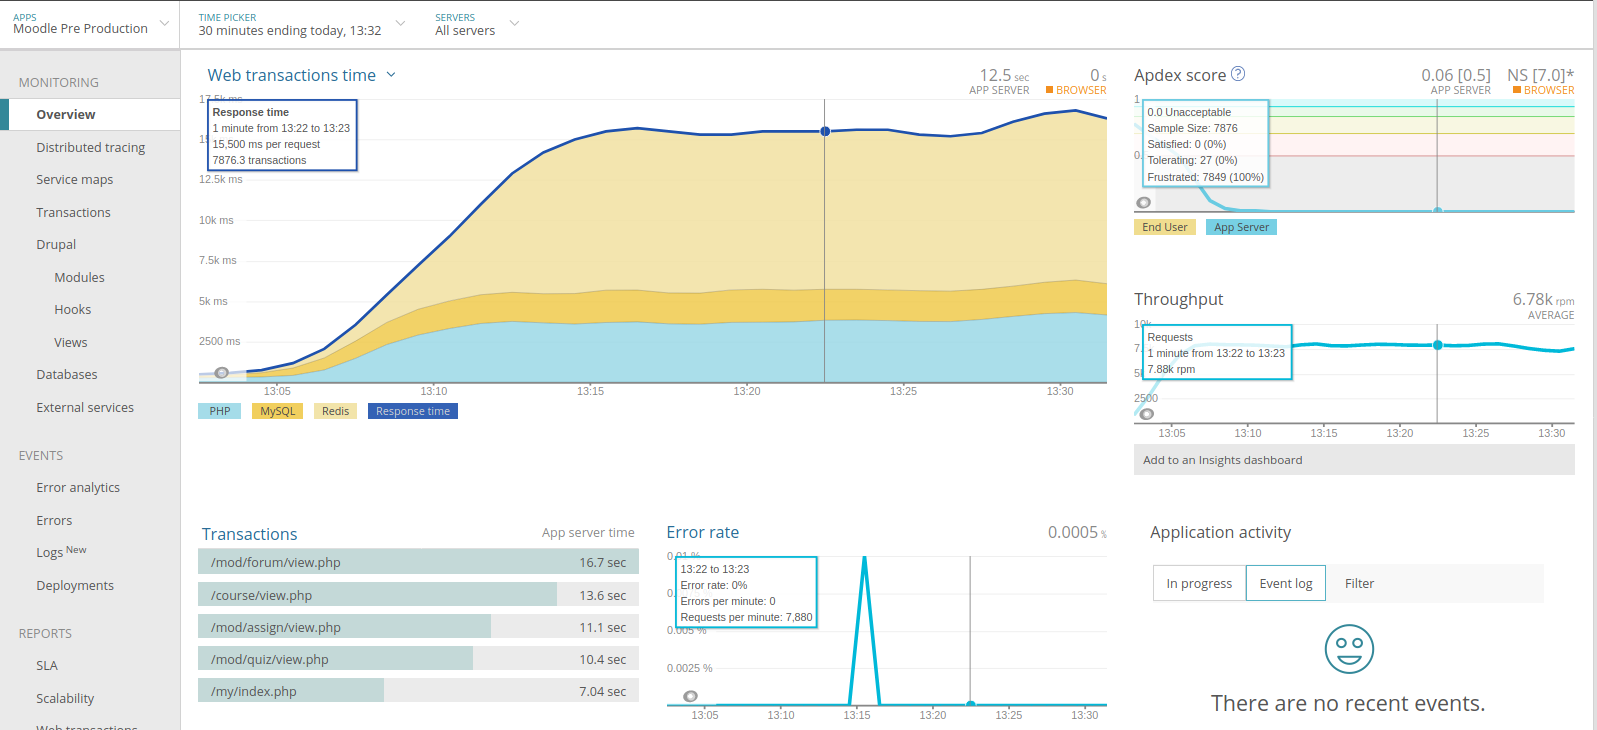 APPS
Moodle Pre Production
TIME PICKER
30 minutes ending today, 13:32
SERVERS
All servers
MONITORING
Overview
Distributed tracing
Service maps
Transactions
Drupal
Modules
Hooks
Views
Databases
External services
EVENTS
Error analytics
Errors
Logs New
Deployments
REPORTS
SLA
Scalability
Web transactions
Web transactions time
12.5 sec
APP SERVER
0 s
BROWSER
17.5k ms
Response time
1 minute from 13:22 to 13:23
15,500 ms per request
7876.3 transactions
12.5k ms
10k ms
7.5k ms
5k ms
2500 ms
13:05 13:10 13:15 13:20 13:25 13:30
PHP MySQL Redis Response time
Apdex score ?
0.06 [0.5]
APP SERVER
NS [7.0]*
BROWSER
1
0.0 Unacceptable
Sample Size: 7876
Satisfied: 0 (0%)
Tolerating: 27 (0%)
Frustrated: 7849 (100%)
End User App Server
Throughput
6.78k rpm
AVERAGE
Requests
1 minute from 13:22 to 13:23
7.88k rpm
2500
13:05 13:10 13:15 13:20 13:25 13:30
Add to an Insights dashboard
Transactions App server time
/mod/forum/view.php 16.7 sec
/course/view.php 13.6 sec
/mod/assign/view.php 11.1 sec
/mod/quiz/view.php 10.4 sec
/my/index.php 7.04 sec
Error rate
0.0005 %
0.01 %
13:22 to 13:23
Error rate: 0%
Errors per minute: 0
Requests per minute: 7,880
0.005 %
0.0025 %
13:05 13:10 13:15 13:20 13:25 13:30
Application activity
In progress Event log Filter
There are no recent events.